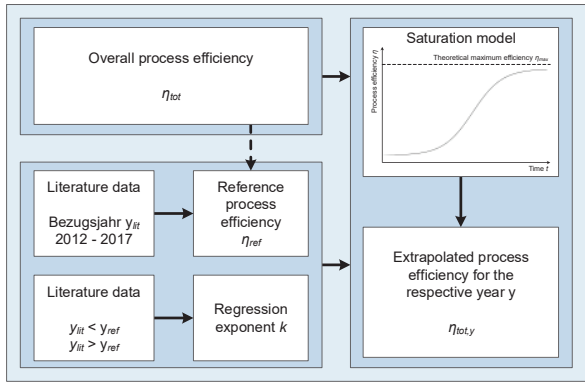 Overall process efficiency
ηtot
Saturation model
Theoretical maximum efficiency ηmax
Process efficiency η
Time t
Literature data
Bezugsjahr ylit
2012 - 2017
Reference
process
efficiency
ηref
Literature data
ylit < yref
ylit > yref
Regression
exponent k
Extrapolated process
efficiency for the
respective year y
ηtot,y